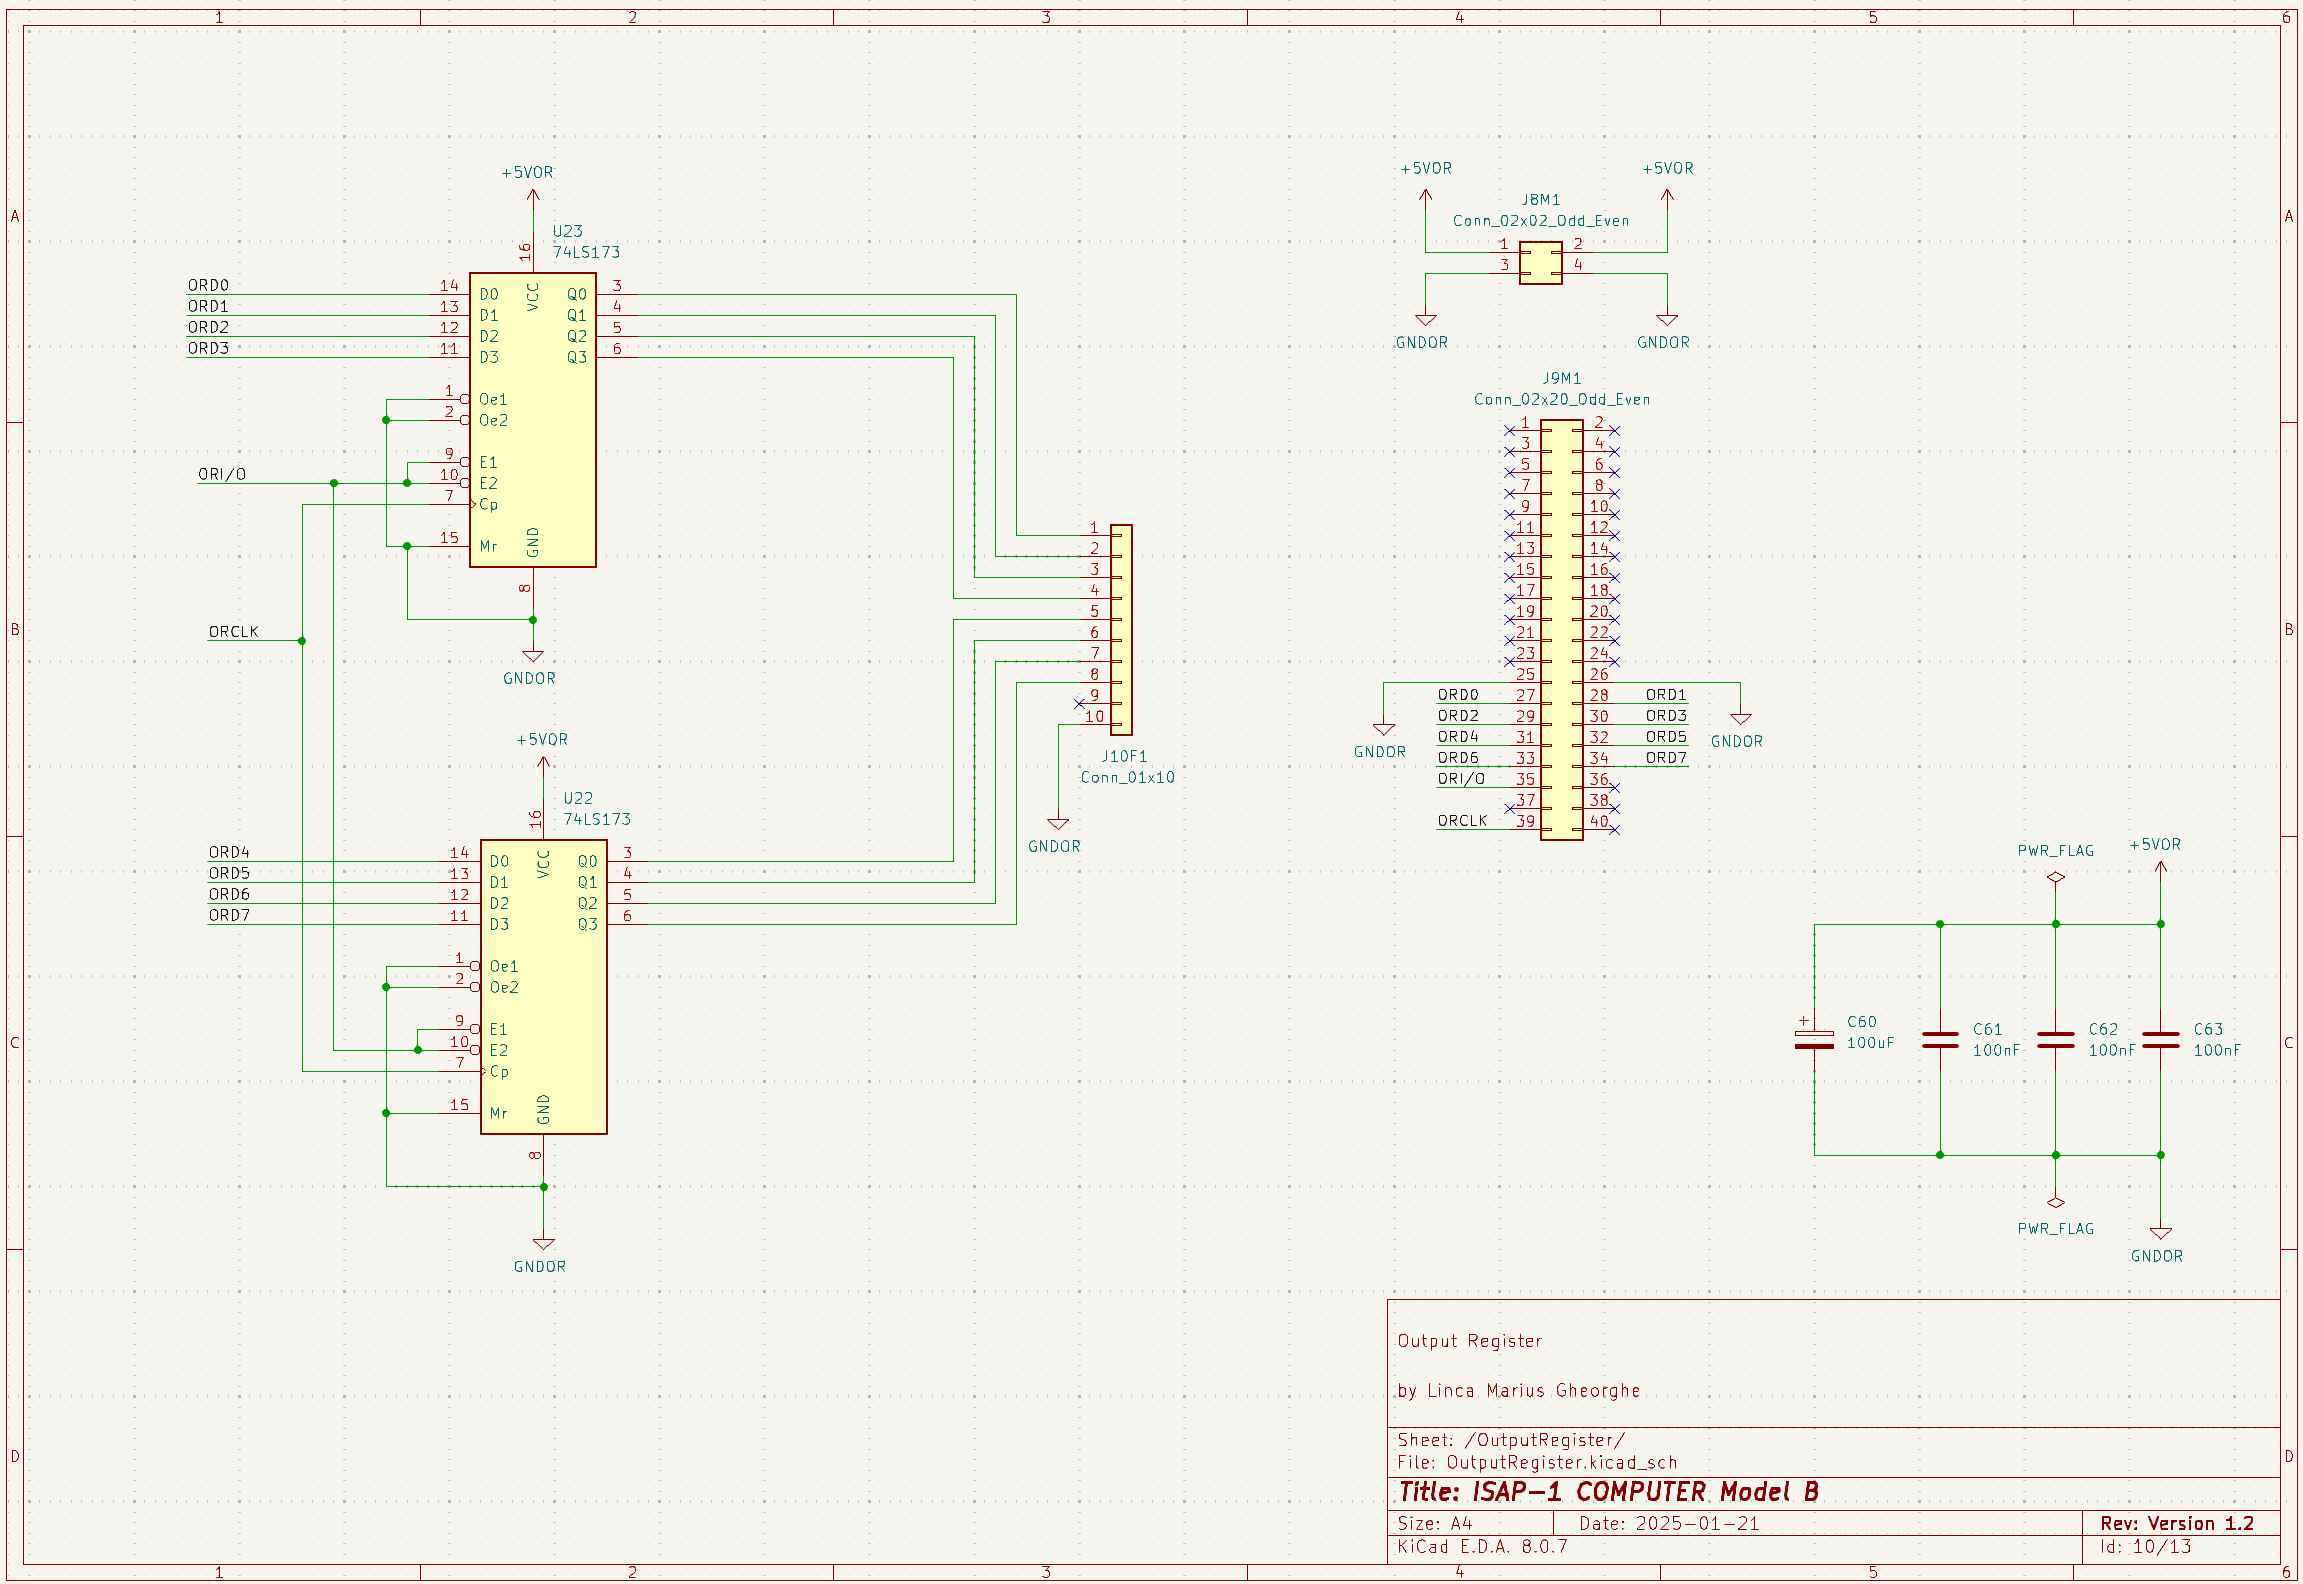 1 2 3 4 5 6
A
B
C
D
A
B
C
D
+5VOR
U23
74LS173
16
VCC
ORD0 14 D0 Q0 3
ORD1 13 D1 Q1 4
ORD2 12 D2 Q2 5
ORD3 11 D3 Q3 6
1 Oe1
2 Oe2
9 E1
ORI/O 10 E2
7 Cp
15 Mr
GND
8
ORCLK
GNDOR
+5VOR
U22
74LS173
16
VCC
ORD4 14 D0 Q0 3
ORD5 13 D1 Q1 4
ORD6 12 D2 Q2 5
ORD7 11 D3 Q3 6
1 Oe1
2 Oe2
9 E1
10 E2
7 Cp
15 Mr
GND
8
GNDOR
1
2
3
4
5
6
7
8
9
10
J10F1
Conn_01x10
GNDOR
+5VOR +5VOR
J8M1
Conn_02x02_Odd_Even
1 2
3 4
GNDOR GNDOR
J9M1
Conn_02x20_Odd_Even
1 2
3 4
5 6
7 8
9 10
11 12
13 14
15 16
17 18
19 20
21 22
23 24
25 26
ORD0 27 28 ORD1
ORD2 29 30 ORD3
ORD4 31 32 ORD5
ORD6 33 34 ORD7
ORI/O 35 36
37 38
ORCLK 39 40
GNDOR GNDOR
PWR_FLAG +5VOR
+
C60
100uF
C61
100nF
C62
100nF
C63
100nF
PWR_FLAG
GNDOR
Output Register
by Linca Marius Gheorghe
Sheet: /OutputRegister/
File: OutputRegister.kicad_sch
Title: ISAP-1 COMPUTER Model B
Size: A4 Date: 2025-01-21 Rev: Version 1.2
KiCad E.D.A. 8.0.7 Id: 10/13
1 2 3 4 5 6